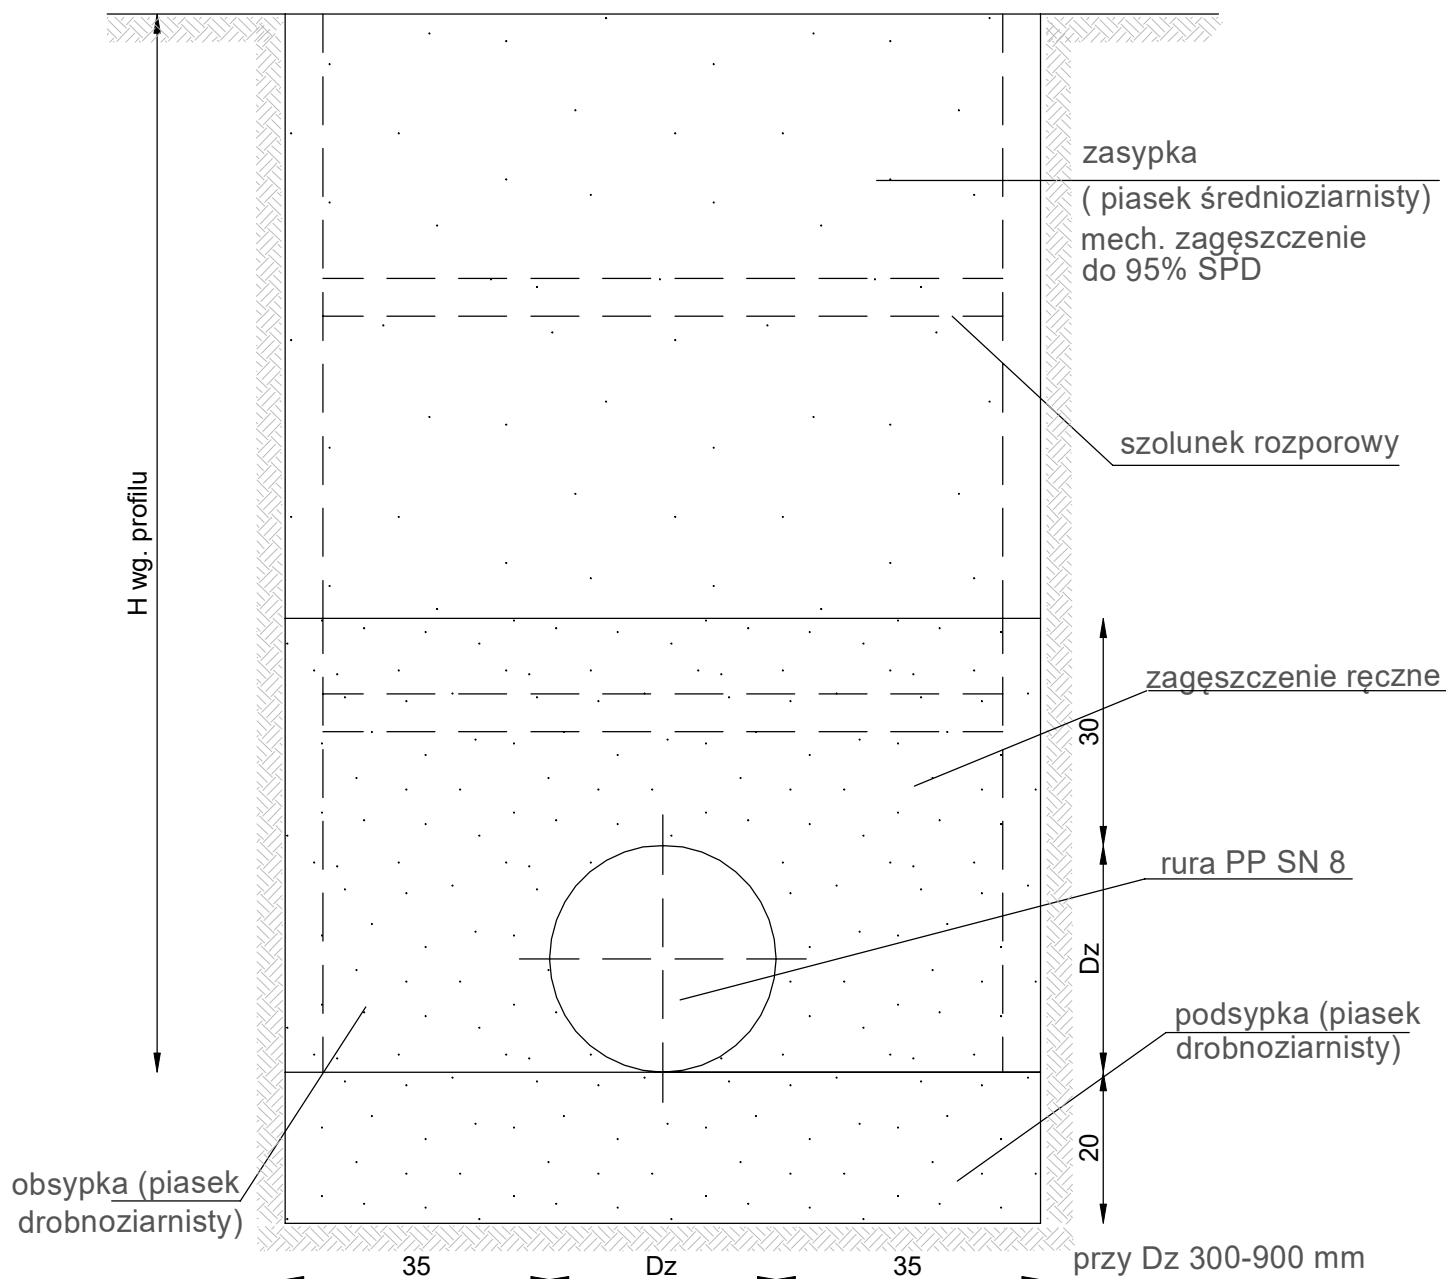 zasypka
( piasek średnioziarnisty)
mech. zagęszczenie
do 95% SPD
szolunek rozporowy
H wg. profilu
zagęszczenie ręczne
30
rura PP SN 8
Dz
podsypka (piasek
drobnoziarnisty)
20
obsypka (piasek
drobnoziarnisty)
35
Dz
35
przy Dz 300-900 mm